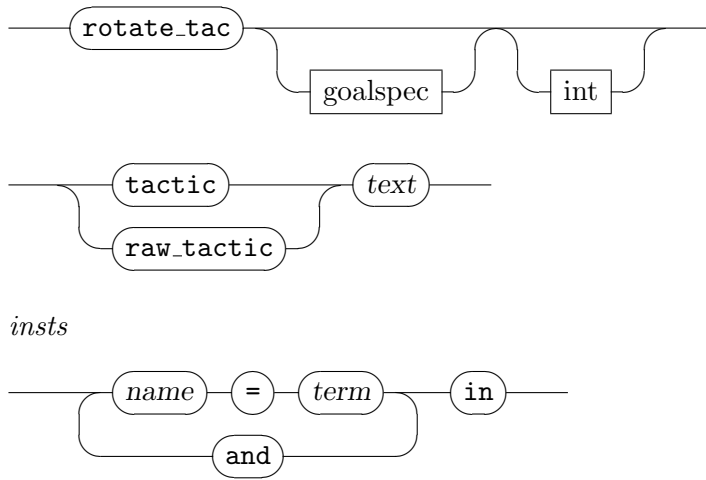 rotate_tac
goalspec int
tactic text
raw_tactic
insts
name = term in
and